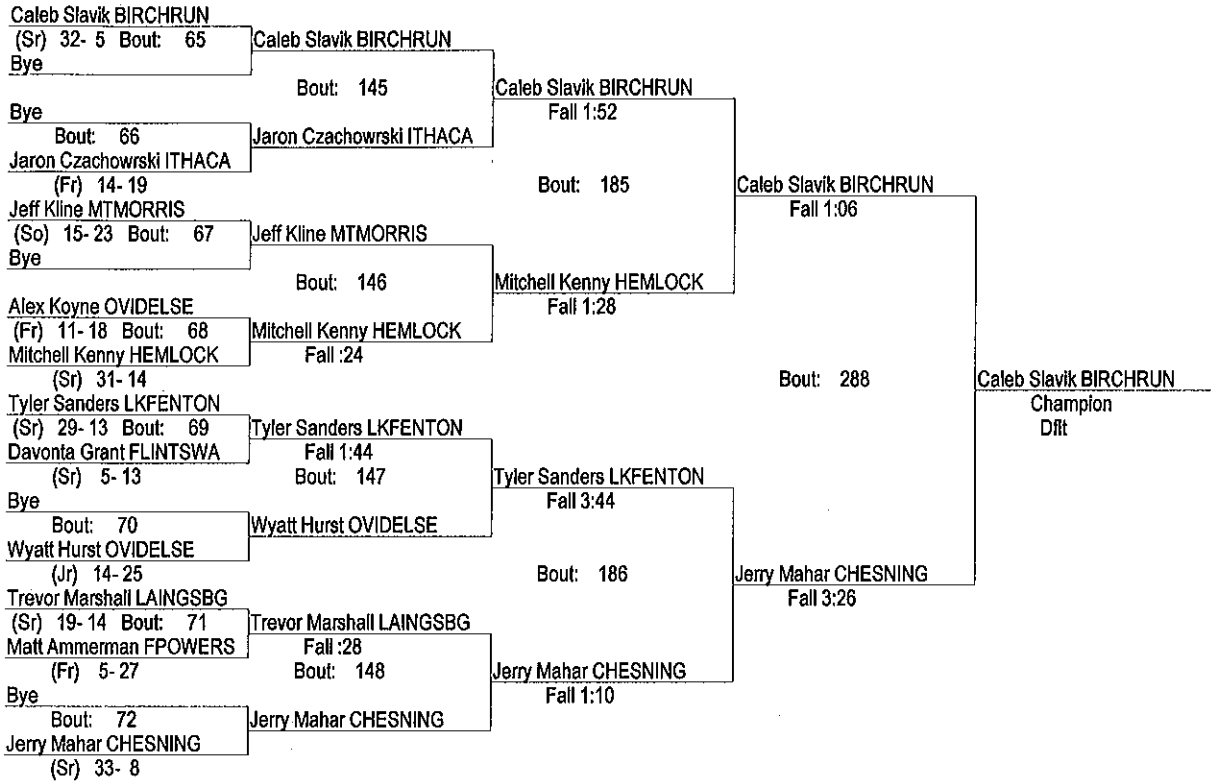 Caleb Slavik BIRCHRUN
(Sr) 32- 5 Bout: 65
Bye
Bye
Bout: 66
Jaron Czachowrski ITHACA
(Fr) 14- 19
Jeff Kline MTMORRIS
(So) 15- 23 Bout: 67
Bye
Alex Koyne OVIDELSE
(Fr) 11- 18 Bout: 68
Mitchell Kenny HEMLOCK
(Sr) 31- 14
Tyler Sanders LKFENTON
(Sr) 29- 13 Bout: 69
Davonta Grant FLINTSWA
(Sr) 5- 13
Bye
Bout: 70
Wyatt Hurst OVIDELSE
(Jr) 14- 25
Trevor Marshall LAINGSBG
(Sr) 19- 14 Bout: 71
Matt Ammerman FPOWERS
(Fr) 5- 27
Bye
Bout: 72
Jerry Mahar CHESNING
(Sr) 33- 8
Caleb Slavik BIRCHRUN
Bout: 145
Jaron Czachowrski ITHACA
Jeff Kline MTMORRIS
Bout: 146
Mitchell Kenny HEMLOCK
Fall :24
Tyler Sanders LKFENTON
Fall 1:44
Bout: 147
Wyatt Hurst OVIDELSE
Trevor Marshall LAINGSBG
Fall :28
Bout: 148
Jerry Mahar CHESNING
Caleb Slavik BIRCHRUN
Fall 1:52
Bout: 185
Mitchell Kenny HEMLOCK
Fall 1:28
Tyler Sanders LKFENTON
Fall 3:44
Bout: 186
Jerry Mahar CHESNING
Fall 1:10
Caleb Slavik BIRCHRUN
Fall 1:06
Bout: 288
Jerry Mahar CHESNING
Fall 3:26
Caleb Slavik BIRCHRUN
Champion
Dflt